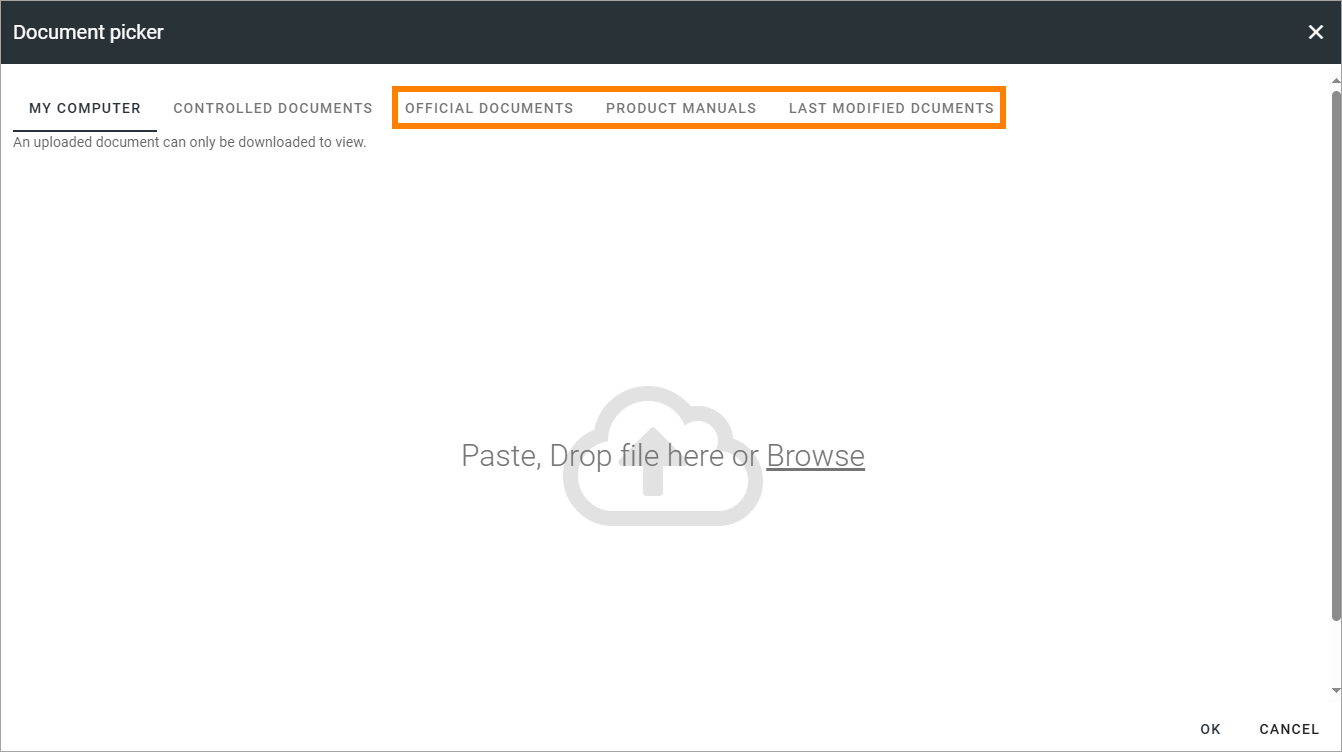 Document picker
MY COMPUTER CONTROLLED DOCUMENTS OFFICIAL DOCUMENTS PRODUCT MANUALS LAST MODIFIED DCUMENTS
An uploaded document can only be downloaded to view.
Paste, Drop file here or Browse
OK CANCEL